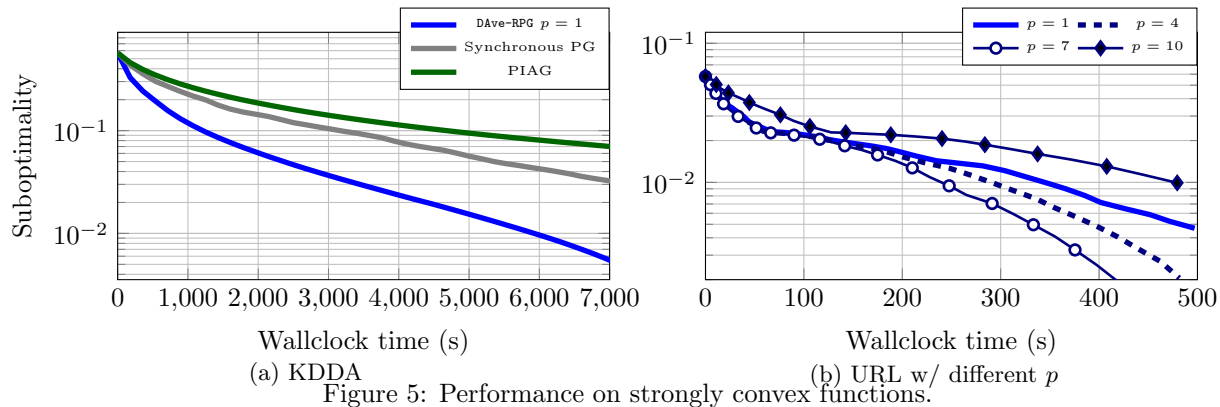 DAve-RPG p = 1
Synchronous PG
PIAG
Suboptimality
10⁻¹
10⁻²
0 1,000 2,000 3,000 4,000 5,000 6,000 7,000
Wallclock time (s)
(a) KDDA
p = 1 p = 4
p = 7 p = 10
10⁻¹
10⁻²
0 100 200 300 400 500
Wallclock time (s)
(b) URL w/ different p
Figure 5: Performance on strongly convex functions.